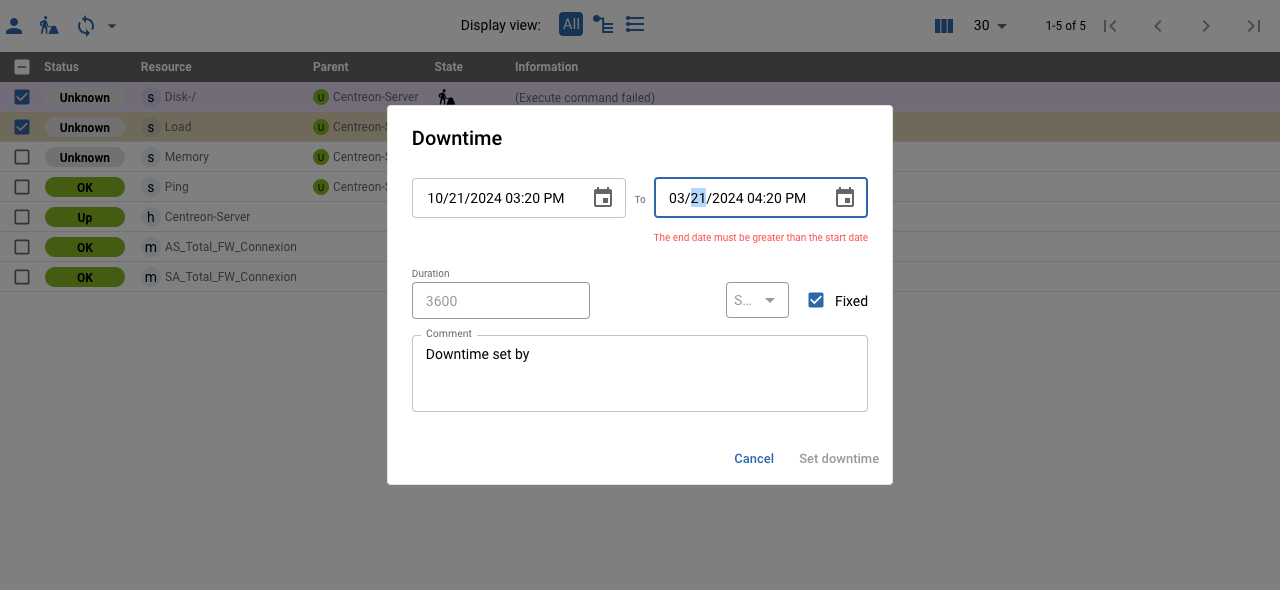 Display view: All 30 1-5 of 5
Status Resource Parent State Information
Unknown s Disk-/ U Centreon-Server (Execute command failed)
Unknown s Load U Centreon-S
Unknown s Memory U Centreon-S
OK s Ping U Centreon-S
Up h Centreon-Server
OK m AS_Total_FW_Connexion
OK m SA_Total_FW_Connexion
Downtime
10/21/2024 03:20 PM To 03/21/2024 04:20 PM
The end date must be greater than the start date
Duration
3600 S... Fixed
Comment
Downtime set by
Cancel Set downtime